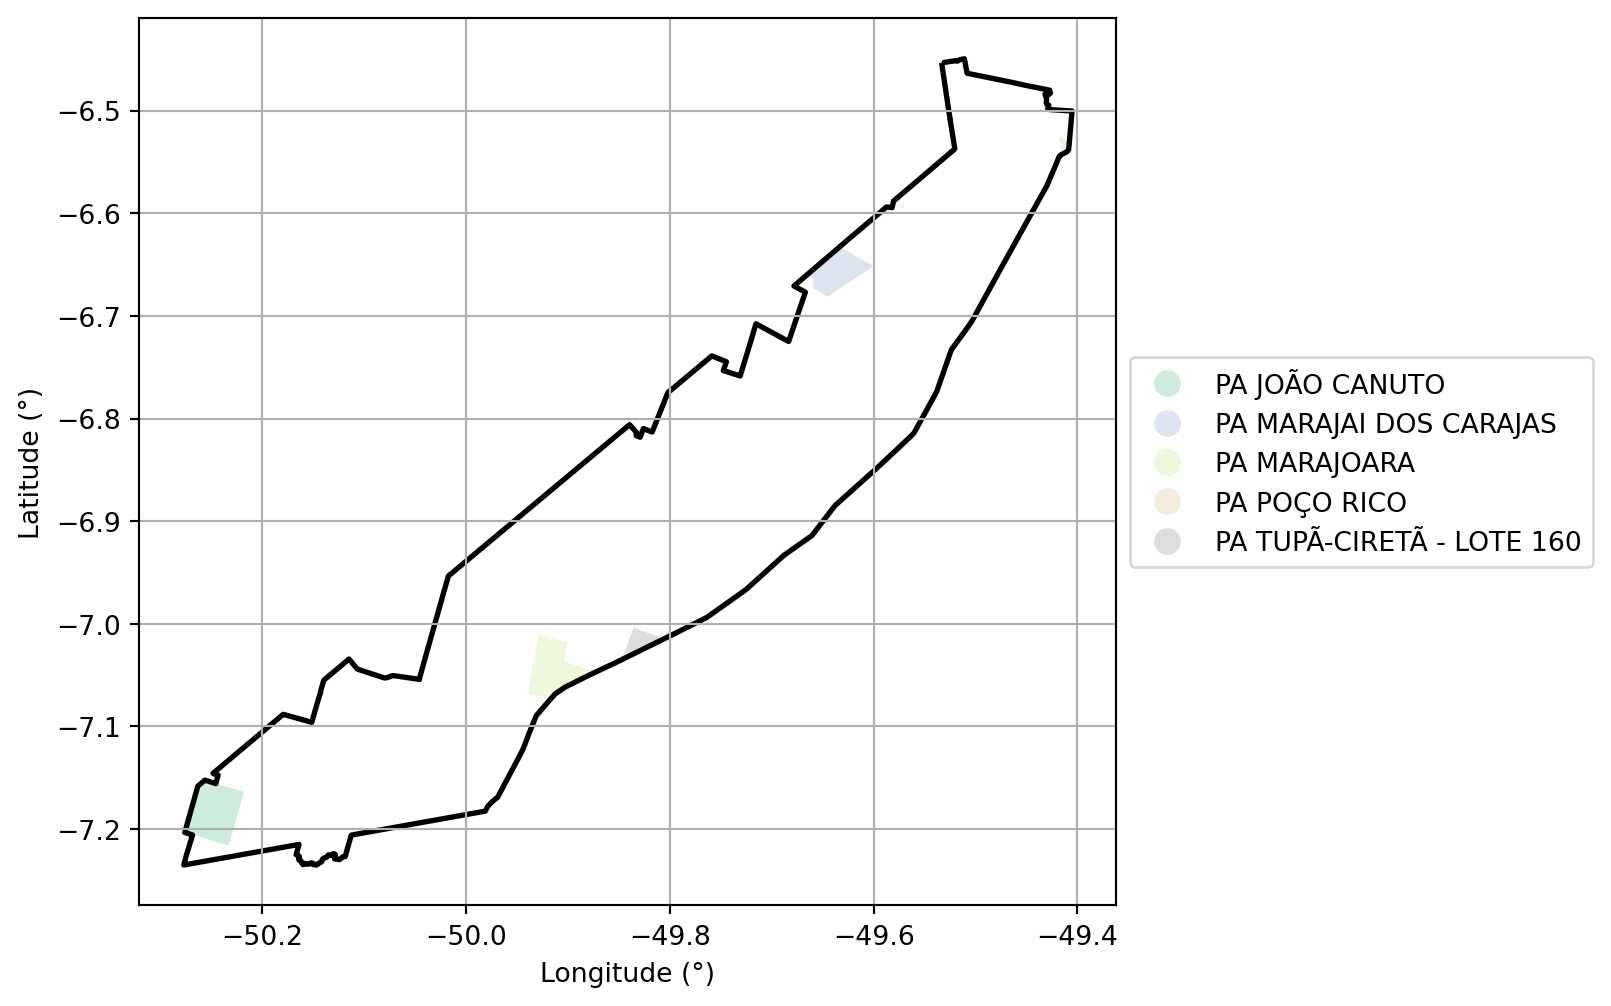 −6.5
−6.6
−6.7
−6.8
−6.9
−7.0
−7.1
−7.2
Latitude (°)
−50.2
−50.0
−49.8
−49.6
−49.4
Longitude (°)
PA JOÃO CANUTO
PA MARAJAI DOS CARAJAS
PA MARAJOARA
PA POÇO RICO
PA TUPÃ-CIRETÃ - LOTE 160